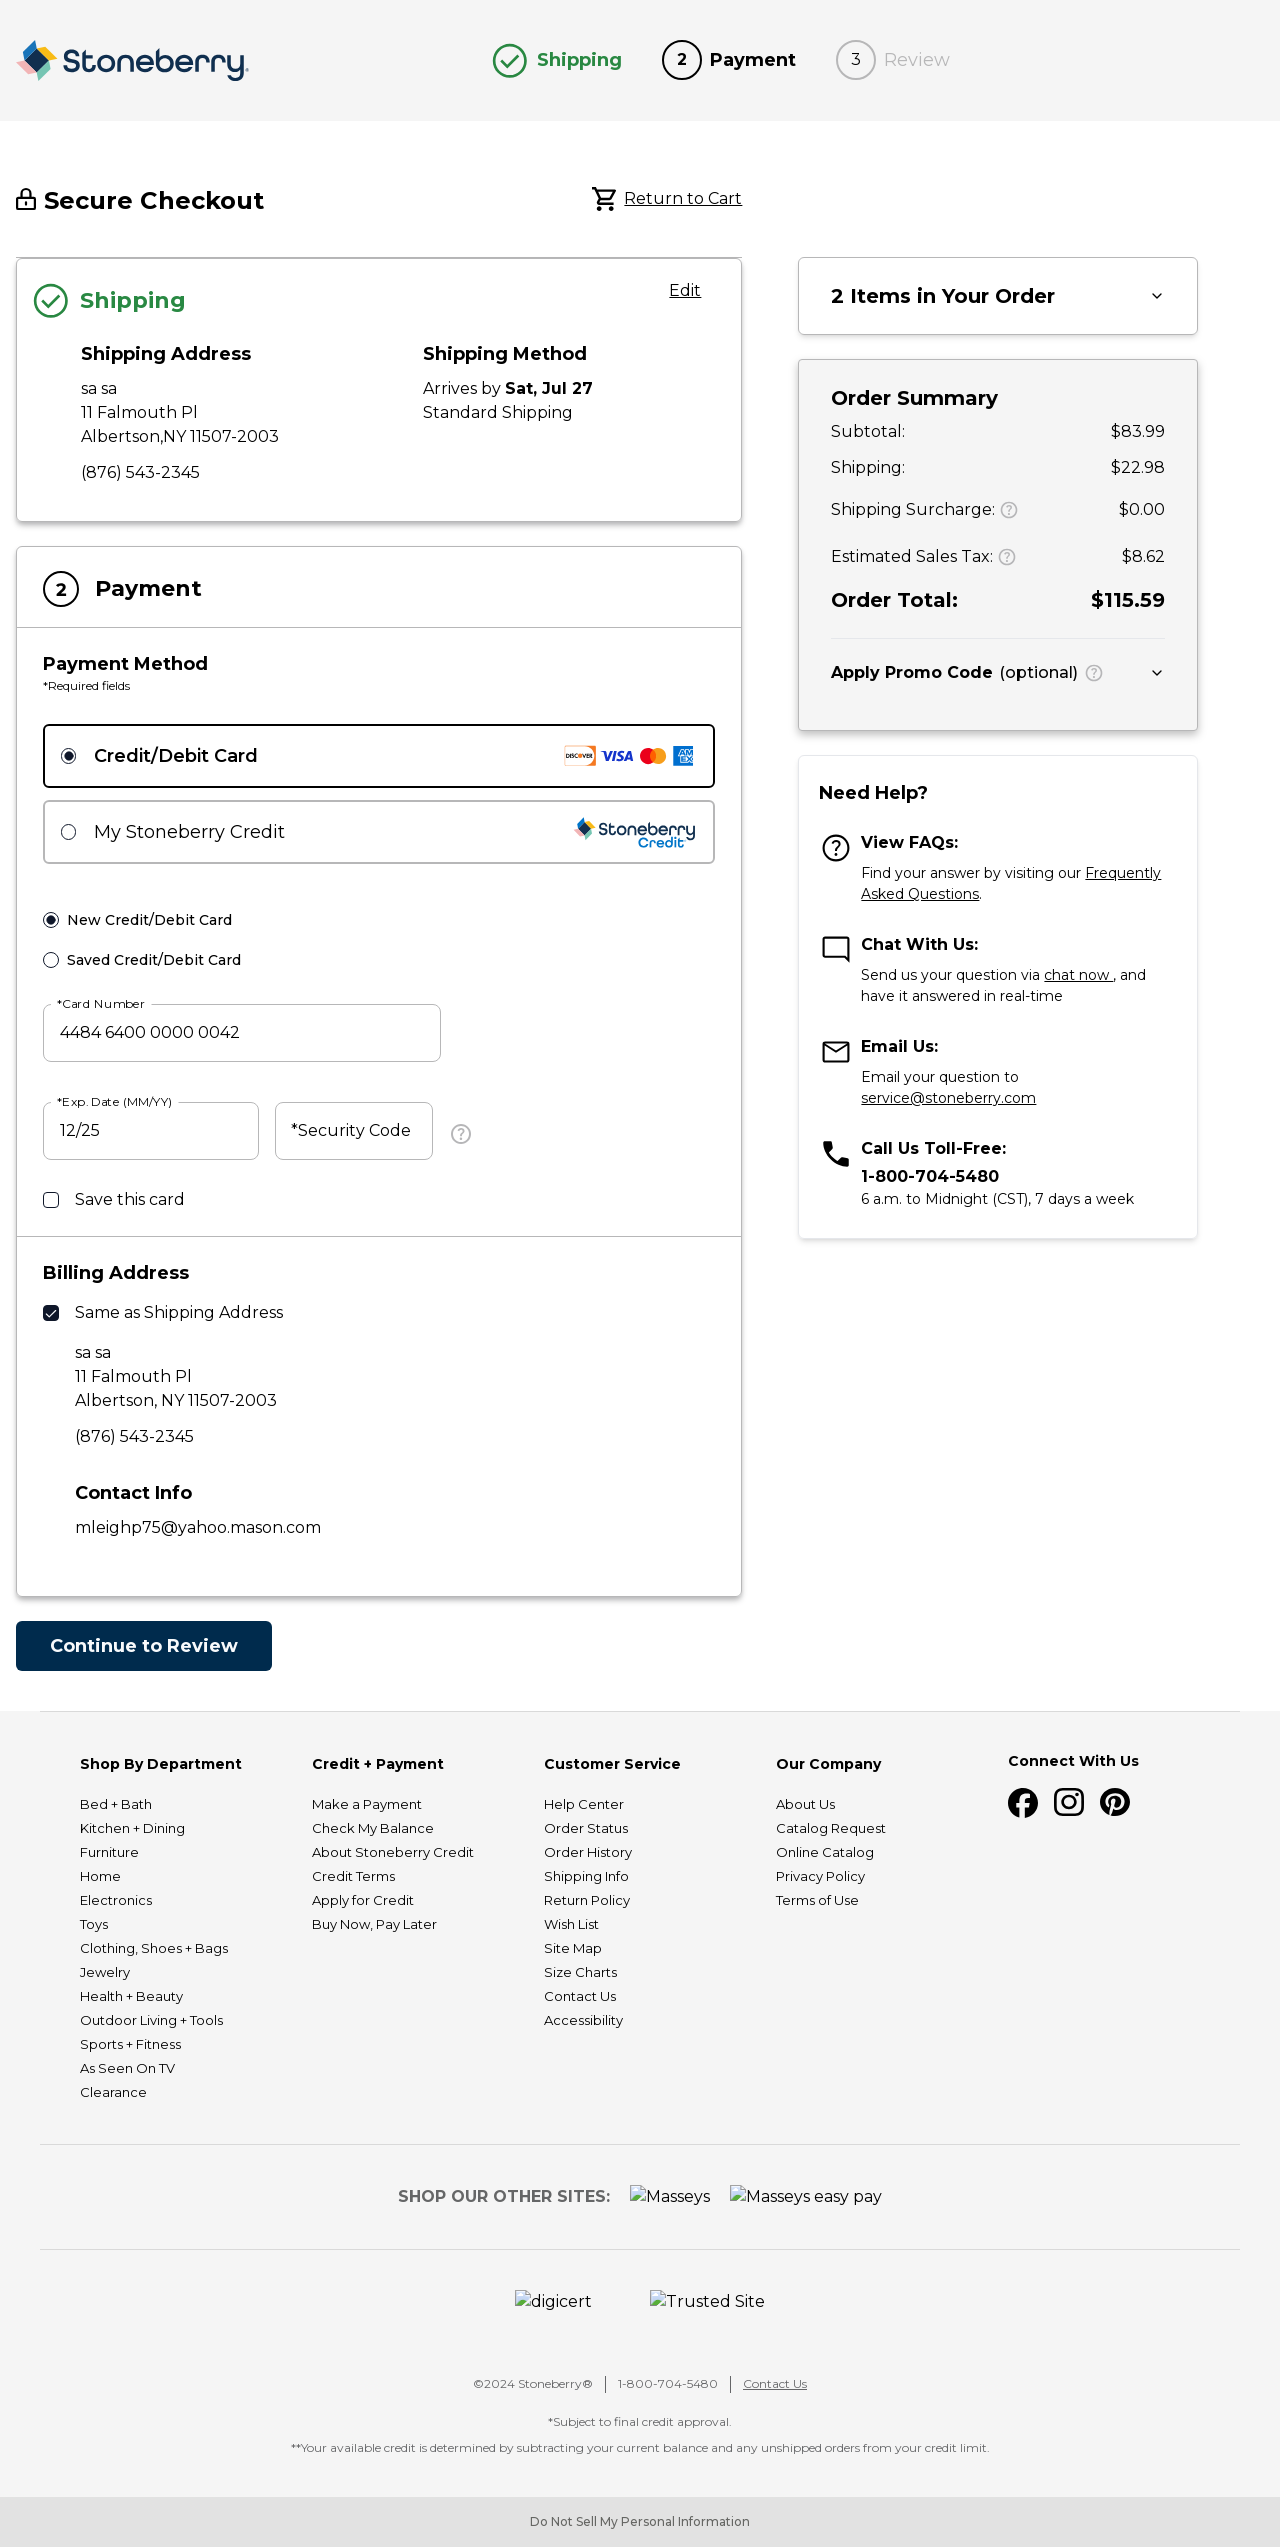 Stoneberry
Shipping
2 Payment
3 Review
Secure Checkout
Return to Cart
Shipping
Edit
Shipping Address
sa sa
11 Falmouth Pl
Albertson,NY 11507-2003
(876) 543-2345
Shipping Method
Arrives by Sat, Jul 27
Standard Shipping
2 Payment
Payment Method
*Required fields
Credit/Debit Card
DISCOVER VISA AMEX
My Stoneberry Credit
Stoneberry
Credit
New Credit/Debit Card
Saved Credit/Debit Card
*Card Number
4484 6400 0000 0042
*Exp. Date (MM/YY)
12/25
*Security Code
?
Save this card
Billing Address
Same as Shipping Address
sa sa
11 Falmouth Pl
Albertson, NY 11507-2003
(876) 543-2345
Contact Info
mleighp75@yahoo.mason.com
Continue to Review
2 Items in Your Order
Order Summary
Subtotal: $83.99
Shipping: $22.98
Shipping Surcharge: ? $0.00
Estimated Sales Tax: ? $8.62
Order Total: $115.59
Apply Promo Code (optional) ?
Need Help?
?
View FAQs:
Find your answer by visiting our Frequently
Asked Questions.
Chat With Us:
Send us your question via chat now , and
have it answered in real-time
Email Us:
Email your question to
service@stoneberry.com
Call Us Toll-Free:
1-800-704-5480
6 a.m. to Midnight (CST), 7 days a week
Shop By Department
Bed + Bath
Kitchen + Dining
Furniture
Home
Electronics
Toys
Clothing, Shoes + Bags
Jewelry
Health + Beauty
Outdoor Living + Tools
Sports + Fitness
As Seen On TV
Clearance
Credit + Payment
Make a Payment
Check My Balance
About Stoneberry Credit
Credit Terms
Apply for Credit
Buy Now, Pay Later
Customer Service
Help Center
Order Status
Order History
Shipping Info
Return Policy
Wish List
Site Map
Size Charts
Contact Us
Accessibility
Our Company
About Us
Catalog Request
Online Catalog
Privacy Policy
Terms of Use
Connect With Us
SHOP OUR OTHER SITES: Masseys Masseys easy pay
digicert Trusted Site
©2024 Stoneberry® | 1-800-704-5480 | Contact Us
*Subject to final credit approval.
**Your available credit is determined by subtracting your current balance and any unshipped orders from your credit limit.
Do Not Sell My Personal Information